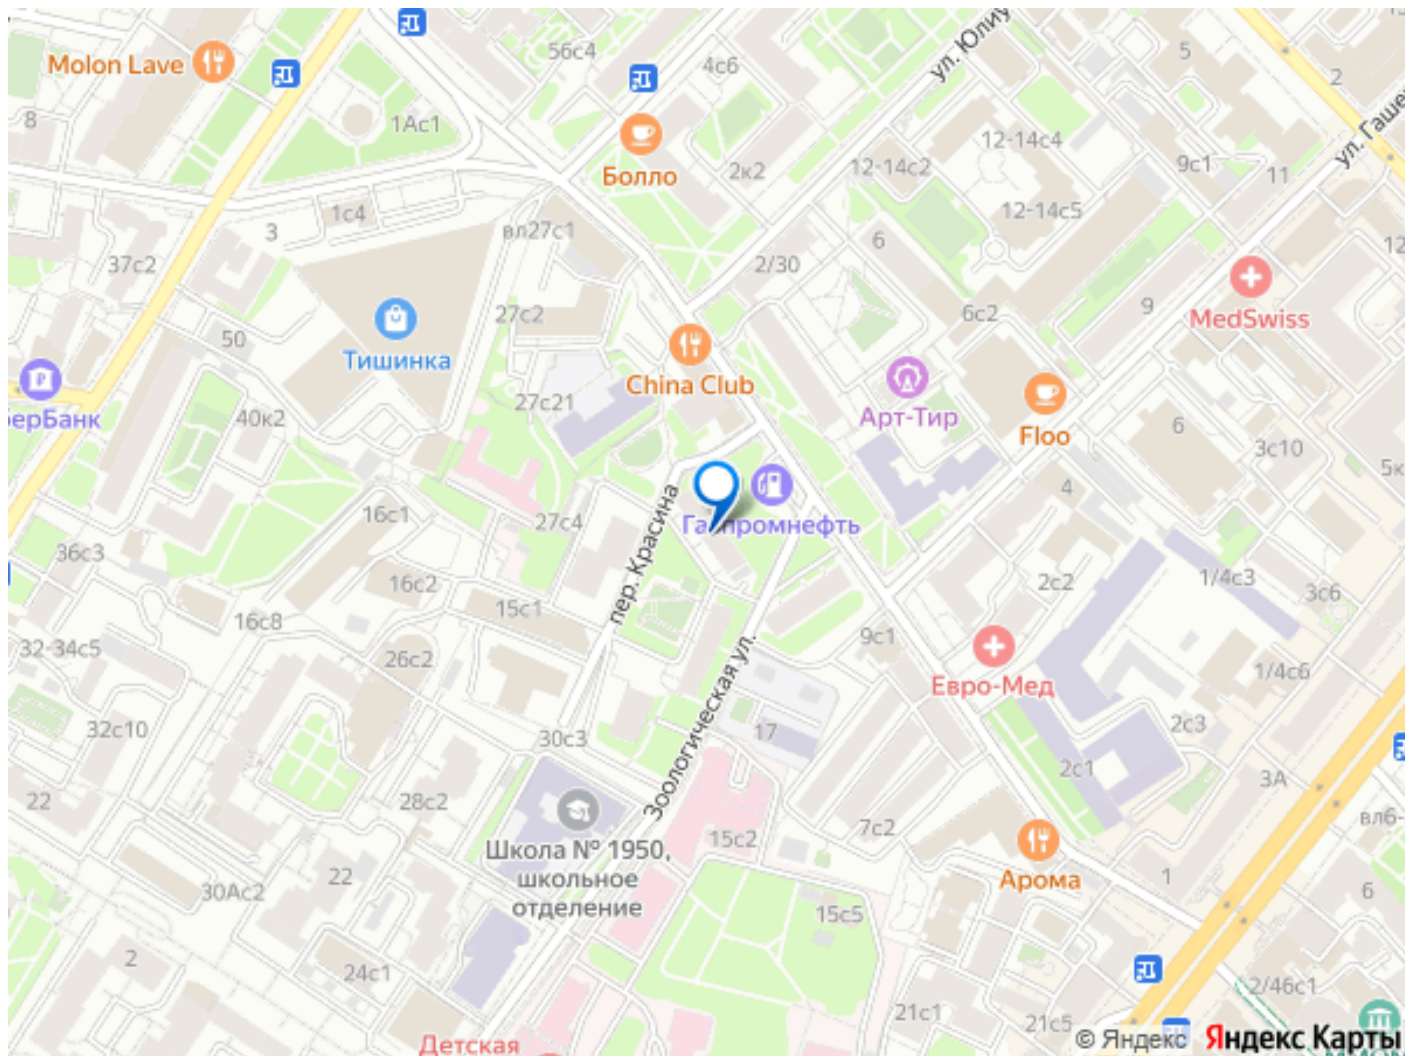 Molon Lave
56с4
4с6
ул. Юлиу
5
2
ул. Гаше
8
1Ас1
Болло
2к2
12-14с2
12-14с4
9с1
11
1с4
3
вл27с1
12-14с5
6
12
37с2
2/30
MedSwiss
27с2
6с2
9
50
Тишинка
China Club
27с21
Арт-Тир
Floo
ерБанк
40к2
6
3с10
5к
4
16с1
27с4
пер. Красина
Газпромнефть
36с3
16с2
15с1
2с2
1/4с3
3с6
16с8
32-34с5
26с2
9с1
Евро-Мед
1/4с6
32с10
30с3
Зоологическая ул.
17
2с3
2с1
3А
22
28с2
вл6-
7с2
15с2
Школа № 1950,
школьное
отделение
Арома
1
6
22
30Ас2
15с5
2
24с1
2/46с1
21с1
21с5
Детская
© Яндекс Яндекс Карты